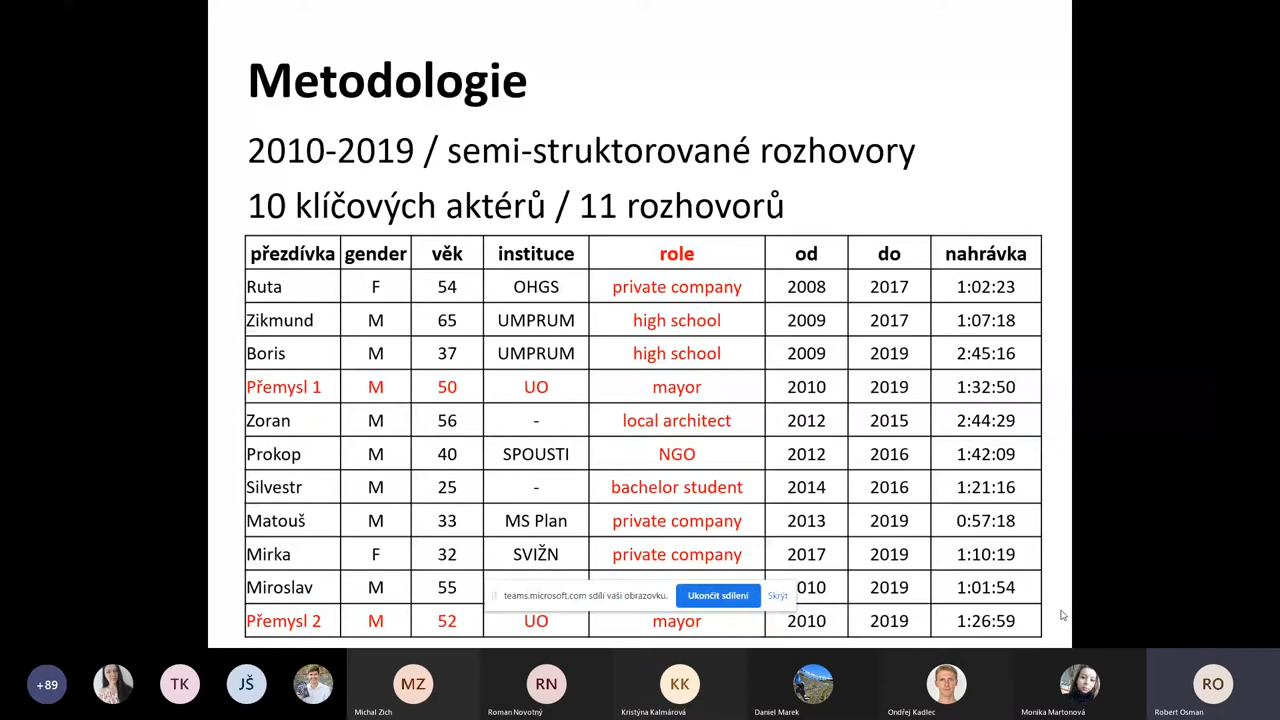 Metodologie
2010-2019 / semi-struktorované rozhovory
10 klíčových aktérů / 11 rozhovorů
přezdívka gender věk instituce role od do nahrávka
Ruta F 54 OHGS private company 2008 2017 1:02:23
Zikmund M 65 UMPRUM high school 2009 2017 1:07:18
Boris M 37 UMPRUM high school 2009 2019 2:45:16
Přemysl 1 M 50 UO mayor 2010 2019 1:32:50
Zoran M 56 - local architect 2012 2015 2:44:29
Prokop M 40 SPOUSTI NGO 2012 2016 1:42:09
Silvestr M 25 - bachelor student 2014 2016 1:21:16
Matouš M 33 MS Plan private company 2013 2019 0:57:18
Mirka F 32 SVIŽN private company 2017 2019 1:10:19
Miroslav M 55 010 2019 1:01:54
teams.microsoft.com sdílí vaši obrazovku. Ukončit sdílení Skrýt
Přemysl 2 M 52 UO mayor 2010 2019 1:26:59
+89 TK JŠ MZ RN KK RO
Michal Zich Roman Novotný Kristýna Kalmárová Daniel Marek Ondřej Kadlec Monika Martonová Robert Osman